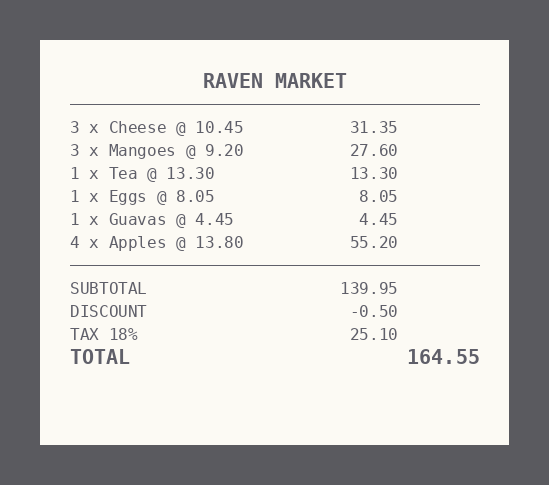 RAVEN MARKET
3 x Cheese @ 10.45 31.35
3 x Mangoes @ 9.20 27.60
1 x Tea @ 13.30 13.30
1 x Eggs @ 8.05 8.05
1 x Guavas @ 4.45 4.45
4 x Apples @ 13.80 55.20
SUBTOTAL 139.95
DISCOUNT -0.50
TAX 18% 25.10
TOTAL 164.55